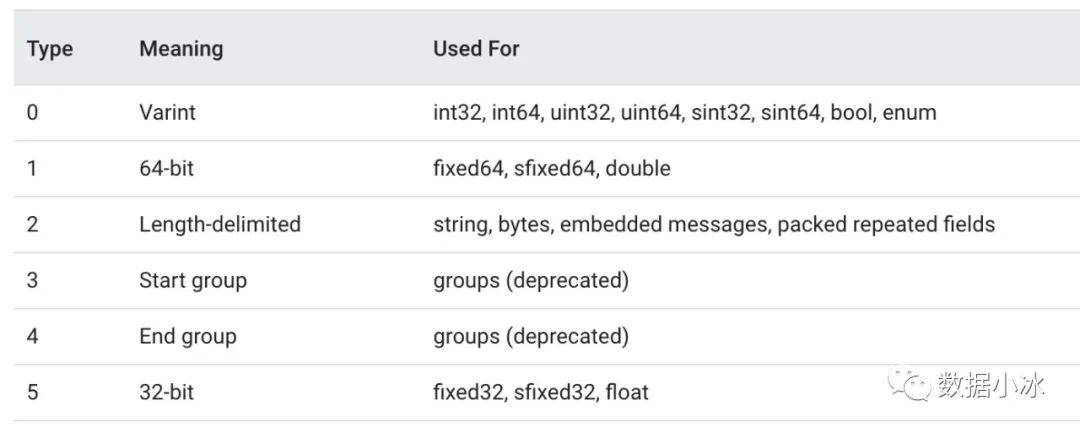 Type Meaning Used For
0 Varint int32, int64, uint32, uint64, sint32, sint64, bool, enum
1 64-bit fixed64, sfixed64, double
2 Length-delimited string, bytes, embedded messages, packed repeated fields
3 Start group groups (deprecated)
4 End group groups (deprecated)
5 32-bit fixed32, sfixed32, float
数据小冰